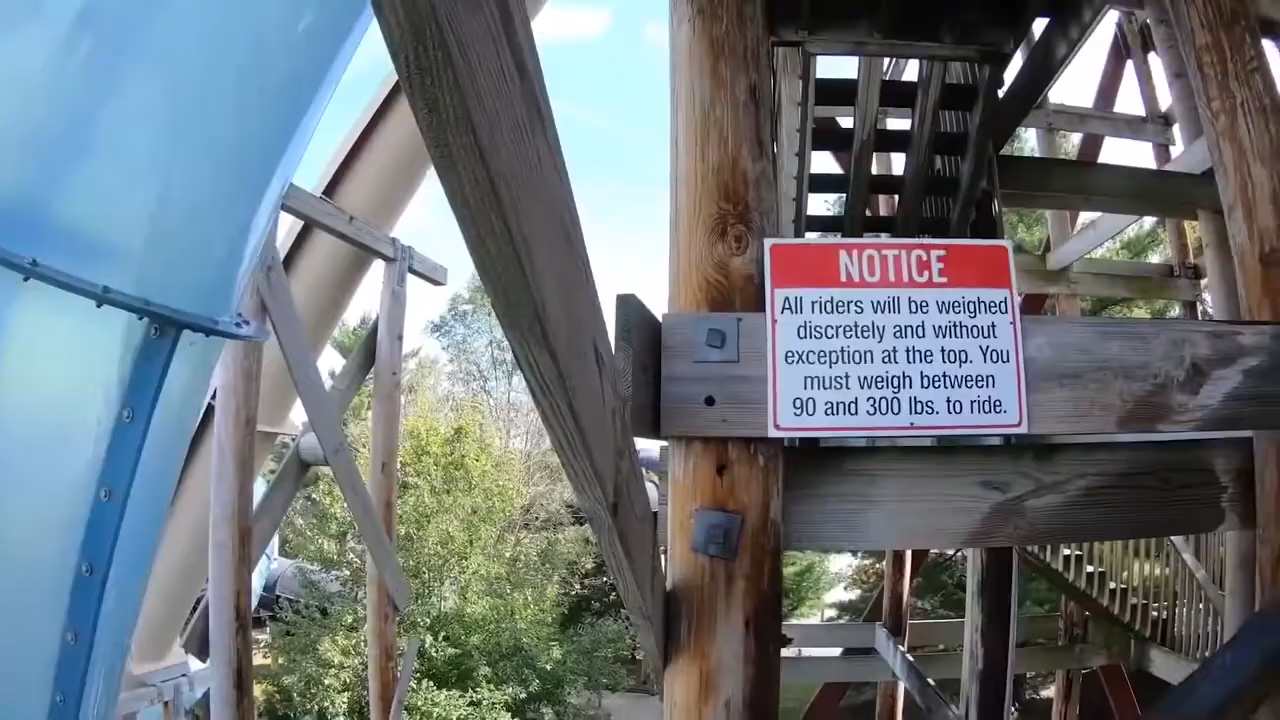 NOTICE
All riders will be weighed
discretely and without
exception at the top. You
must weigh between
90 and 300 lbs. to ride.